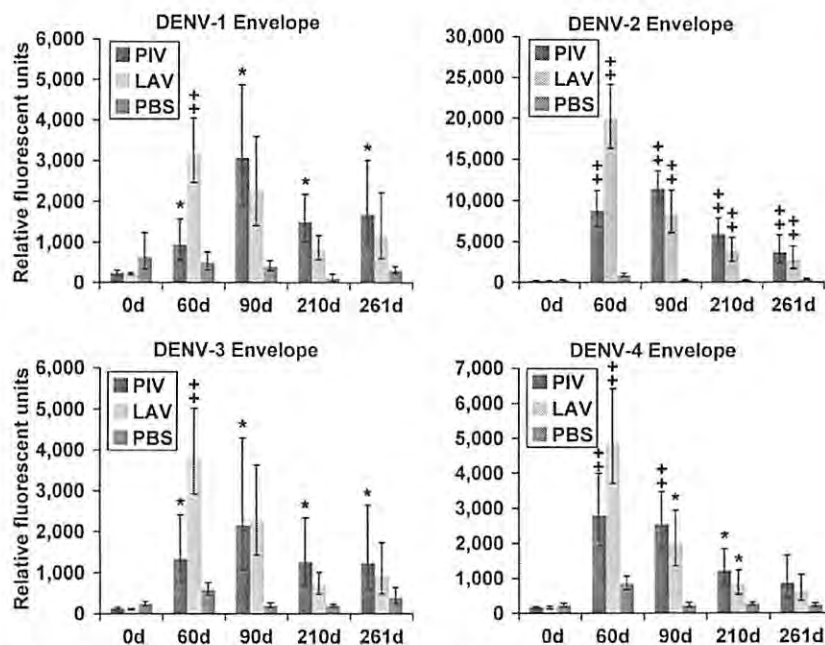 DENV-1 Envelope
Relative fluorescent units
6,000
5,000
4,000
3,000
2,000
1,000
0
PIV
LAV
PBS
*
++
*
*
*
0d 60d 90d 210d 261d
DENV-2 Envelope
30,000
25,000
20,000
15,000
10,000
5,000
0
PIV
LAV
PBS
++
++
++
++
++
++
++
++
0d 60d 90d 210d 261d
DENV-3 Envelope
Relative fluorescent units
6,000
5,000
4,000
3,000
2,000
1,000
0
PIV
LAV
PBS
*
++
*
*
*
0d 60d 90d 210d 261d
DENV-4 Envelope
7,000
6,000
5,000
4,000
3,000
2,000
1,000
0
PIV
LAV
PBS
++
++
++
*
*
*
0d 60d 90d 210d 261d